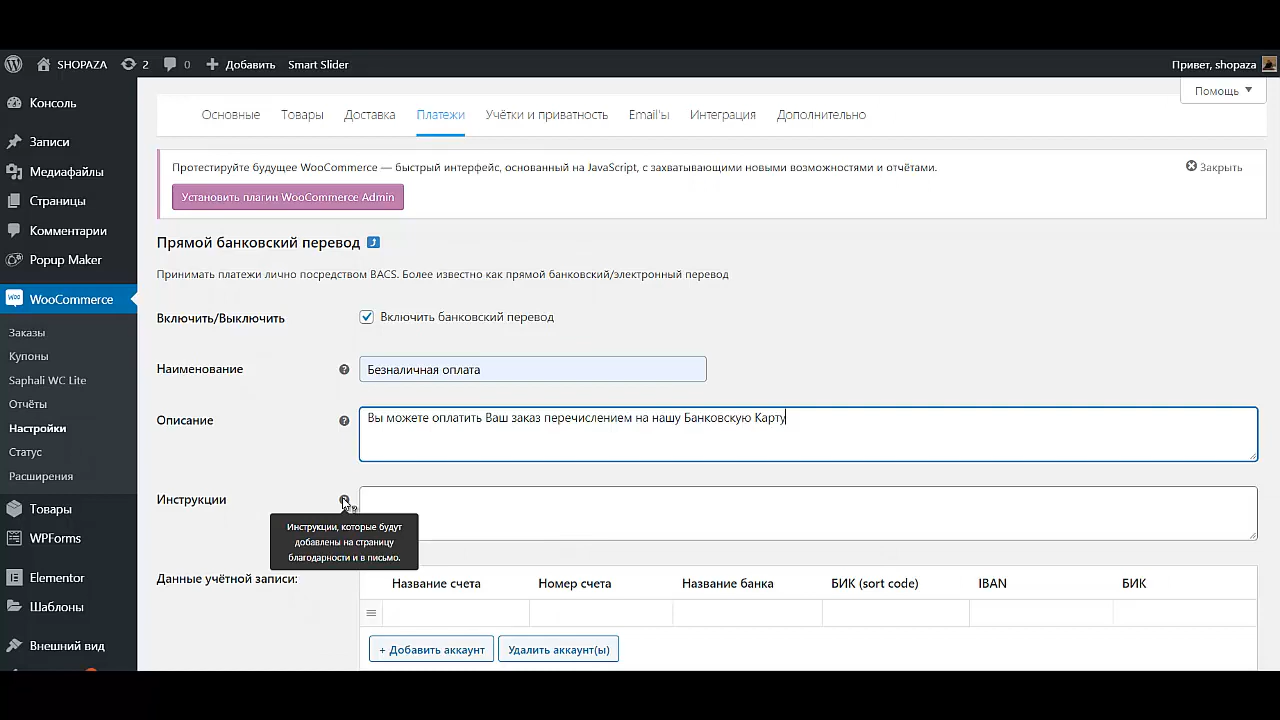 SHOPAZA 2 0 Добавить Smart Slider Привет, shopaza
Помощь
Консоль
Записи
Медиафайлы
Страницы
Комментарии
Popup Maker
WooCommerce
Заказы
Купоны
Saphali WC Lite
Отчёты
Настройки
Статус
Расширения
Товары
WPForms
Elementor
Шаблоны
Внешний вид
Основные Товары Доставка Платежи Учётки и приватность Email'ы Интеграция Дополнительно
Протестируйте будущее WooCommerce — быстрый интерфейс, основанный на JavaScript, с захватывающими новыми возможностями и отчётами. Закрыть
Установить плагин WooCommerce Admin
Прямой банковский перевод
Принимать платежи лично посредством BACS. Более известно как прямой банковский/электронный перевод
Включить/Выключить Включить банковский перевод
Наименование ? Безналичная оплата
Описание ? Вы можете оплатить Ваш заказ перечислением на нашу Банковскую Карту
Инструкции
Инструкции, которые будут
добавлены на страницу
благодарности и в письмо.
Данные учётной записи:
Название счета Номер счета Название банка БИК (sort code) IBAN БИК
+ Добавить аккаунт Удалить аккаунт(ы)